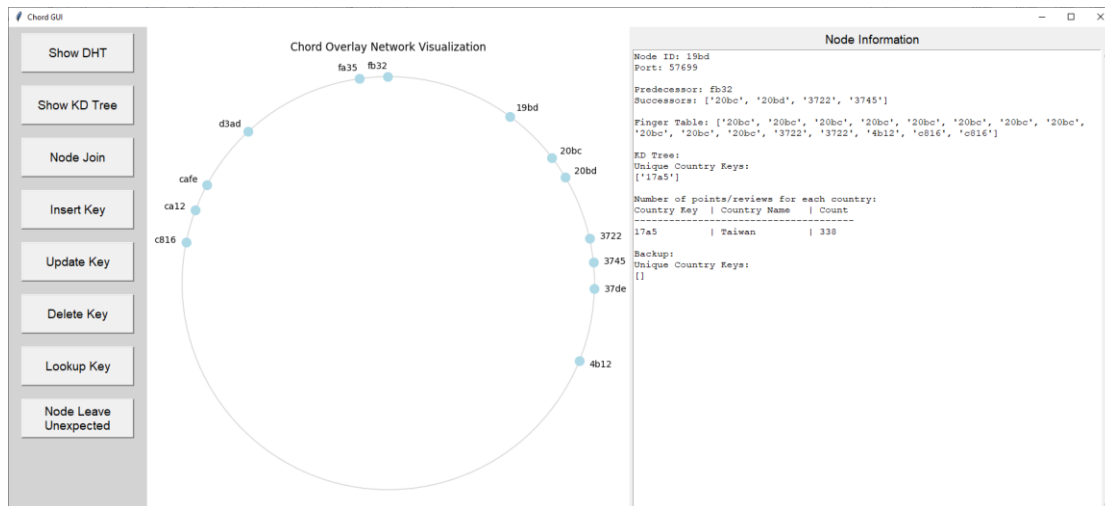 Chord GUI
Show DHT
Show KD Tree
Node Join
Insert Key
Update Key
Delete Key
Lookup Key
Node Leave
Unexpected
Chord Overlay Network Visualization
fa35
fb32
19bd
d3ad
20bc
20bd
cafe
ca12
c816
3722
3745
37de
4b12
Node Information
Node ID: 19bd
Port: 57699
Predecessor: fb32
Successors: ['20bc', '20bd', '3722', '3745']
Finger Table: ['20bc', '20bc', '20bc', '20bc', '20bc', '20bc', '20bc', '20bc',
'20bc', '20bc', '20bc', '3722', '3722', '4b12', 'c816', 'c816']
KD Tree:
Unique Country Keys:
['17a5']
Number of points/reviews for each country:
Country Key | Country Name | Count
----------------------------------------
17a5 | Taiwan | 338
Backup:
Unique Country Keys:
[]